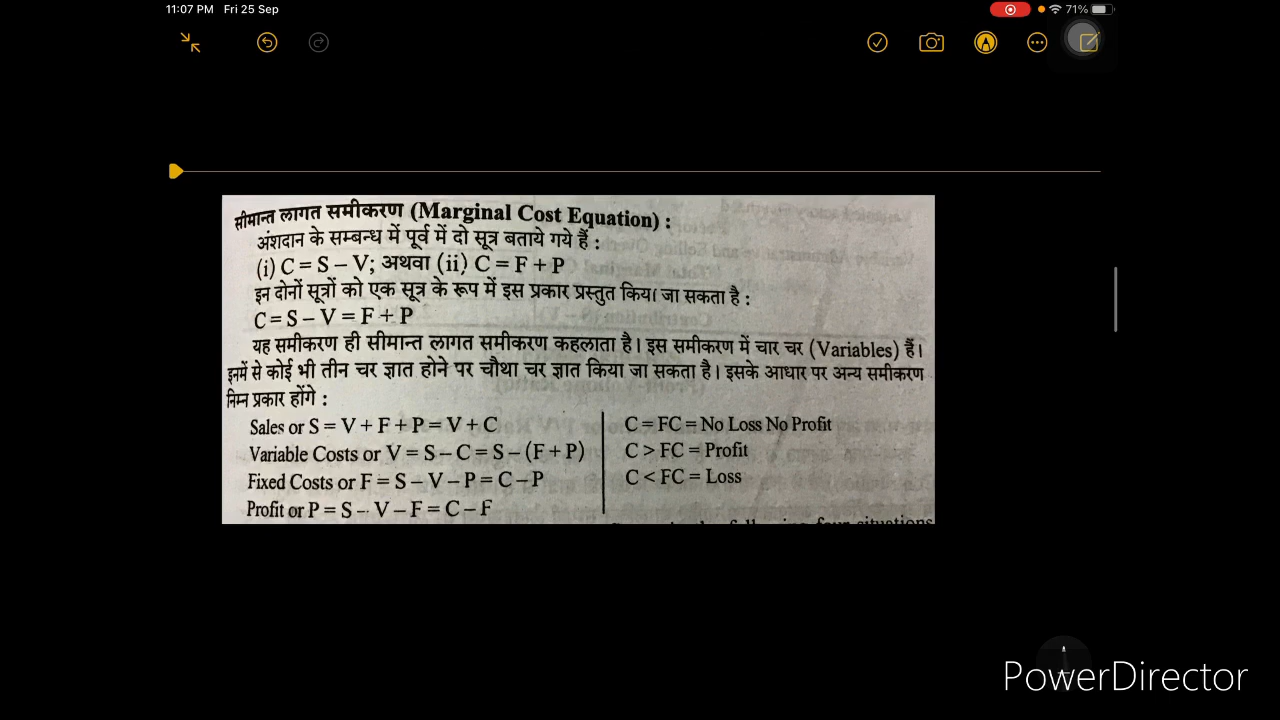 11:07 PM Fri 25 Sep
71%
सीमान्त लागत समीकरण (Marginal Cost Equation) :
अंशदान के सम्बन्ध में पूर्व में दो सूत्र बताये गये हैं :
(i) C = S – V; अथवा (ii) C = F + P
इन दोनों सूत्रों को एक सूत्र के रूप में इस प्रकार प्रस्तुत किया जा सकता है :
C = S – V = F + P
यह समीकरण ही सीमान्त लागत समीकरण कहलाता है। इस समीकरण में चार चर (Variables) हैं।
इनमें से कोई भी तीन चर ज्ञात होने पर चौथा चर ज्ञात किया जा सकता है। इसके आधार पर अन्य समीकरण
निम्न प्रकार होंगे :
Sales or S = V + F + P = V + C
Variable Costs or V = S – C = S – (F + P)
Fixed Costs or F = S – V – P = C – P
Profit or P = S – V – F = C – F
C = FC = No Loss No Profit
C > FC = Profit
C < FC = Loss
following four situations
PowerDirector